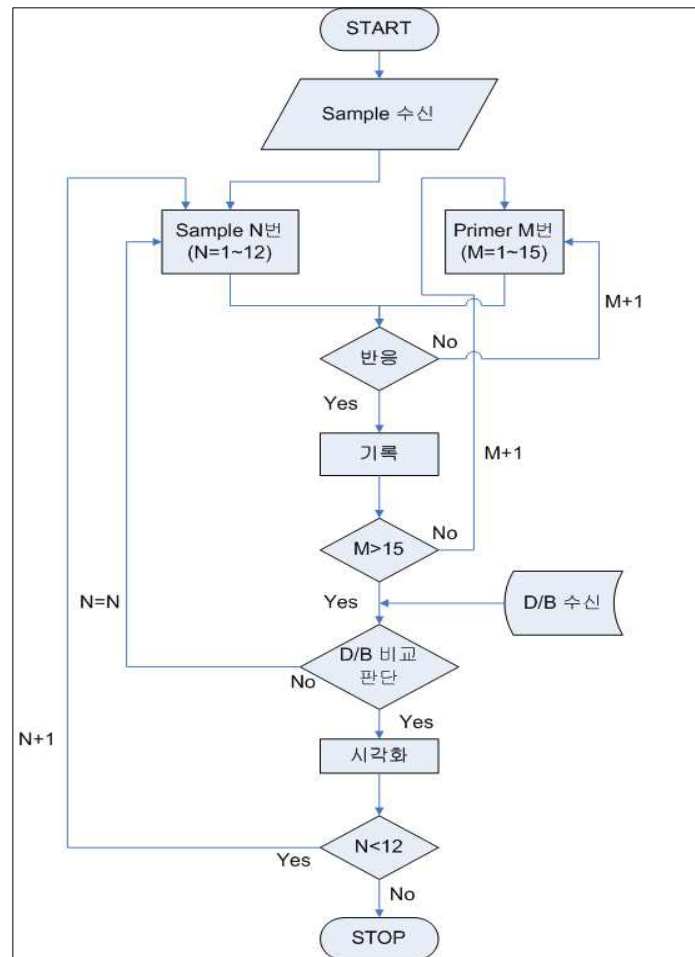 START
Sample 수신
Sample N번
(N=1~12)
Primer M번
(M=1~15)
M+1
반응
No
Yes
기록
M+1
M>15
No
Yes
D/B 수신
N=N
D/B 비교
판단
No
Yes
N+1
시각화
N<12
Yes
No
STOP